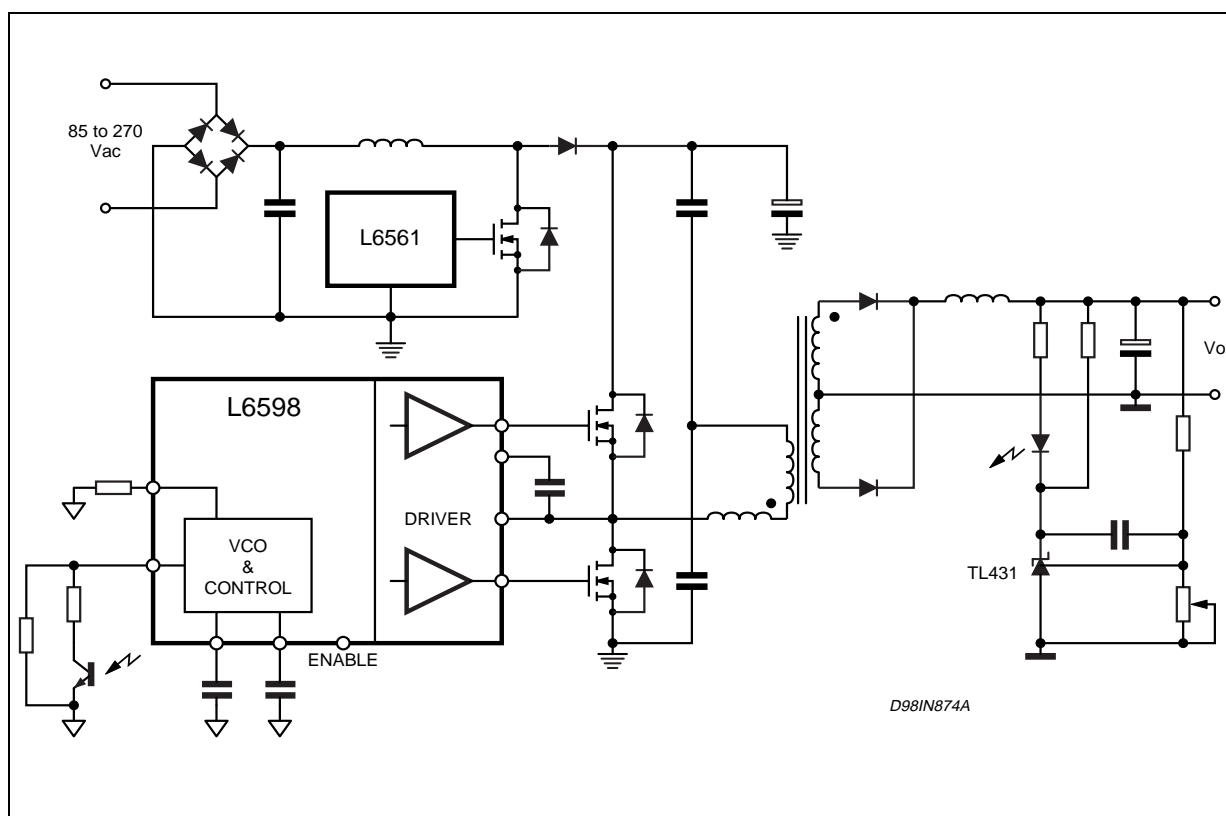 85 to 270
Vac
L6561
L6598
DRIVER
VCO
&
CONTROL
ENABLE
TL431
Vo
D98IN874A